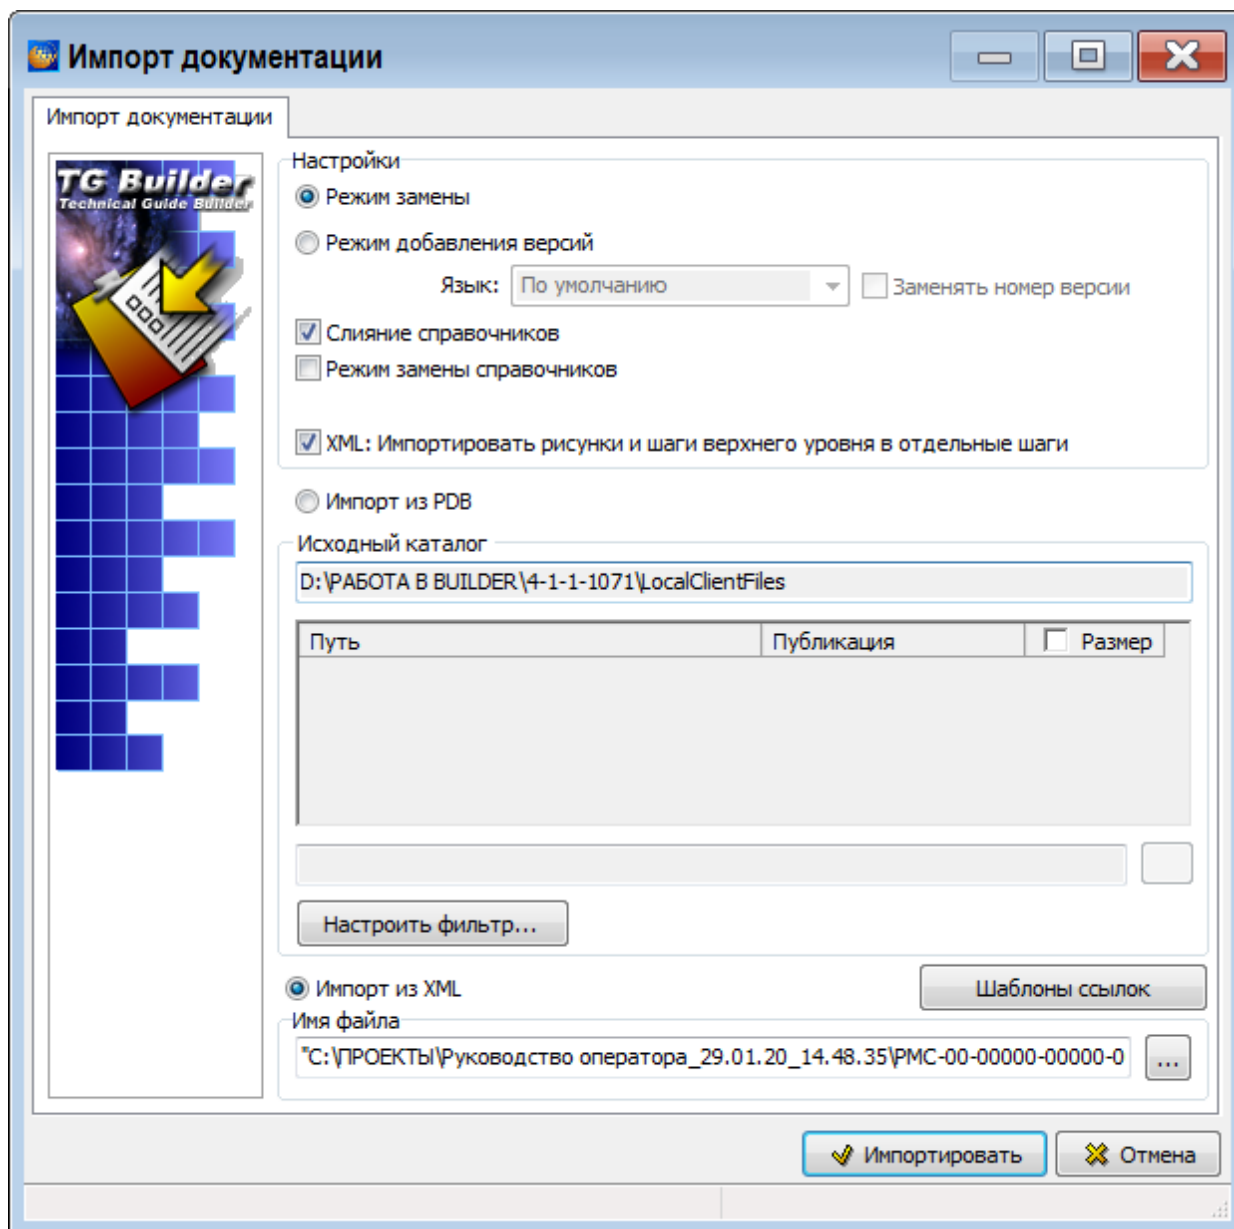 Импорт документации
Импорт документации
TG Builder
Technical Guide Builder
Настройки
Режим замены
Режим добавления версий
Язык: По умолчанию Заменять номер версии
Слияние справочников
Режим замены справочников
XML: Импортировать рисунки и шаги верхнего уровня в отдельные шаги
Импорт из PDB
Исходный каталог
D:\РАБОТА В BUILDER\4-1-1-1071\LocalClientFiles
Путь Публикация Размер
Настроить фильтр...
Импорт из XML Шаблоны ссылок
Имя файла
"C:\ПРОЕКТЫ\Руководство оператора_29.01.20_14.48.35\PMC-00-00000-00000-0 ...
Импортировать Отмена